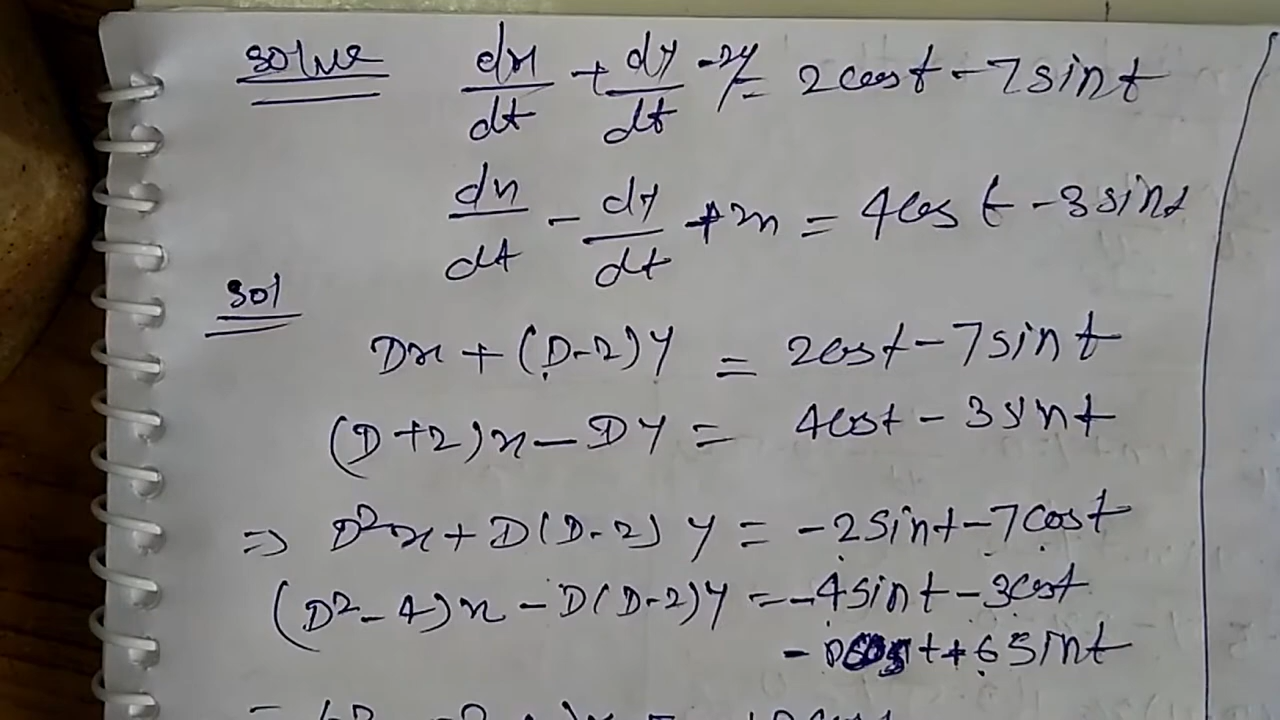 solve dx/dt + dy/dt - 2y = 2cost - 7sint
dx/dt - dy/dt + 2x = 4cost - 3sint
sol
Dx + (D-2)y = 2cost - 7sint
(D+2)x - Dy = 4cost - 3sint
⇒ D²x + D(D-2)y = -2sint - 7cost
(D²-4)x - D(D-2)y = -4sint - 3cost
t + 6sint